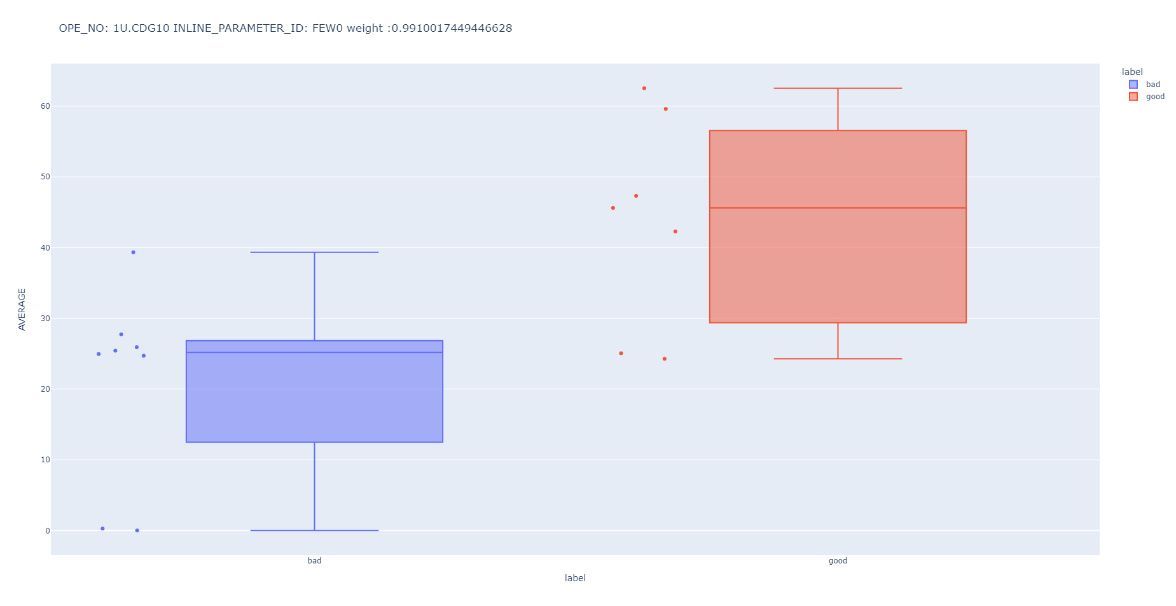 OPE_NO: 1U.CDG10 INLINE_PARAMETER_ID: FEW0 weight :0.9910017449446628
label
bad
good
60
50
40
30
20
10
0
AVERAGE
bad
good
label